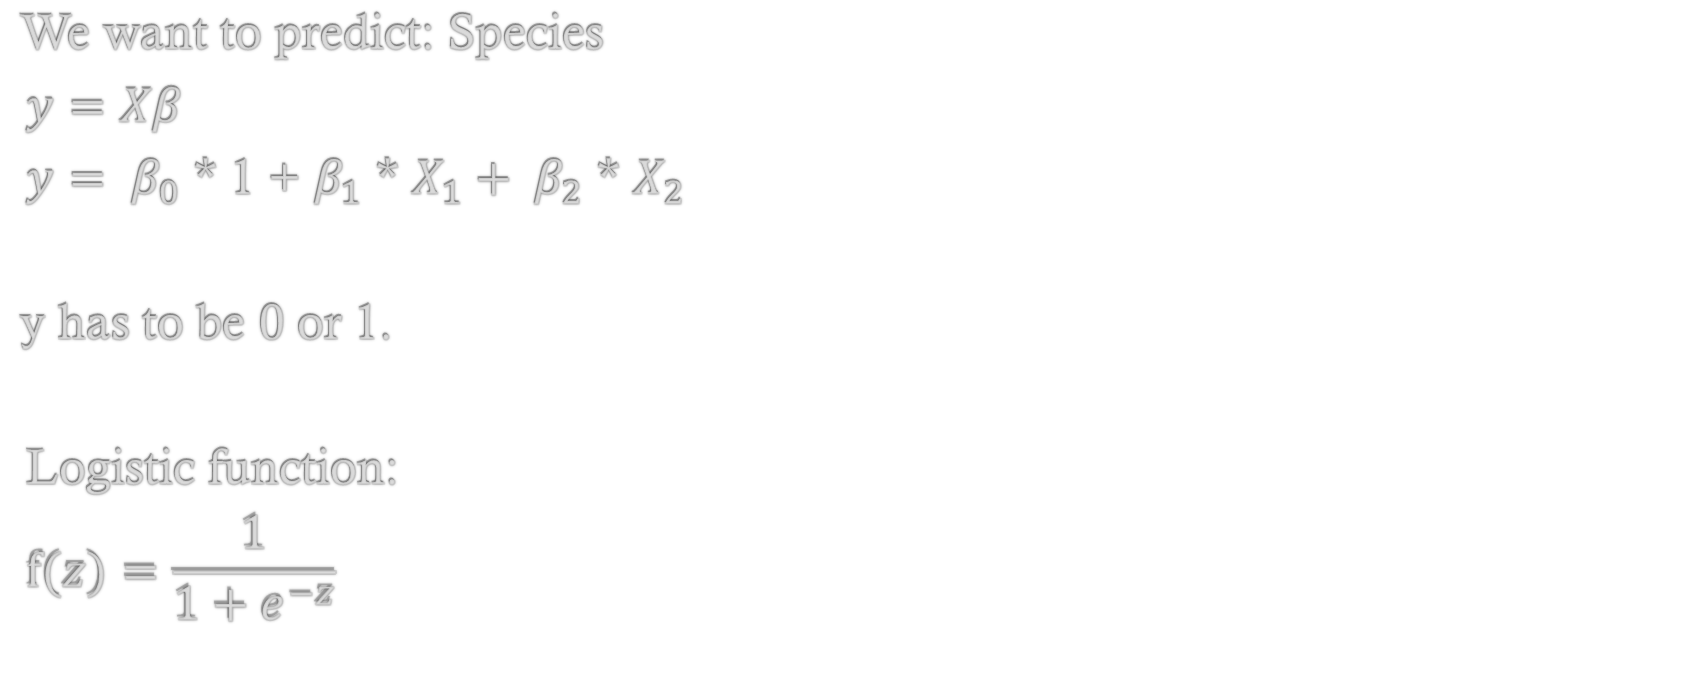 We want to predict: Species
y = Xβ
y = β₀ * 1 + β₁ * X₁ + β₂ * X₂
y has to be 0 or 1.
Logistic function:
f(z) = 1 / (1 + e⁻ᶻ)